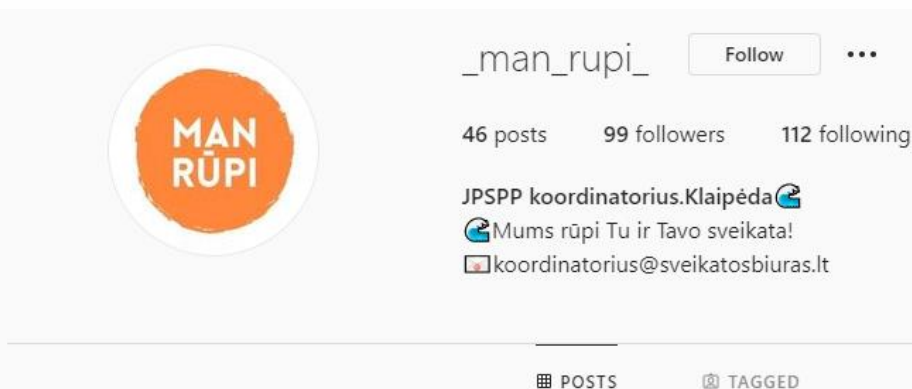 MAN
RŪPI
_man_rupi_ Follow
46 posts 99 followers 112 following
JPSPP koordinatorius.Klaipėda🌊
🌊Mums rūpi Tu ir Tavo sveikata!
💌koordinatorius@sveikatosbiuras.lt
POSTS TAGGED